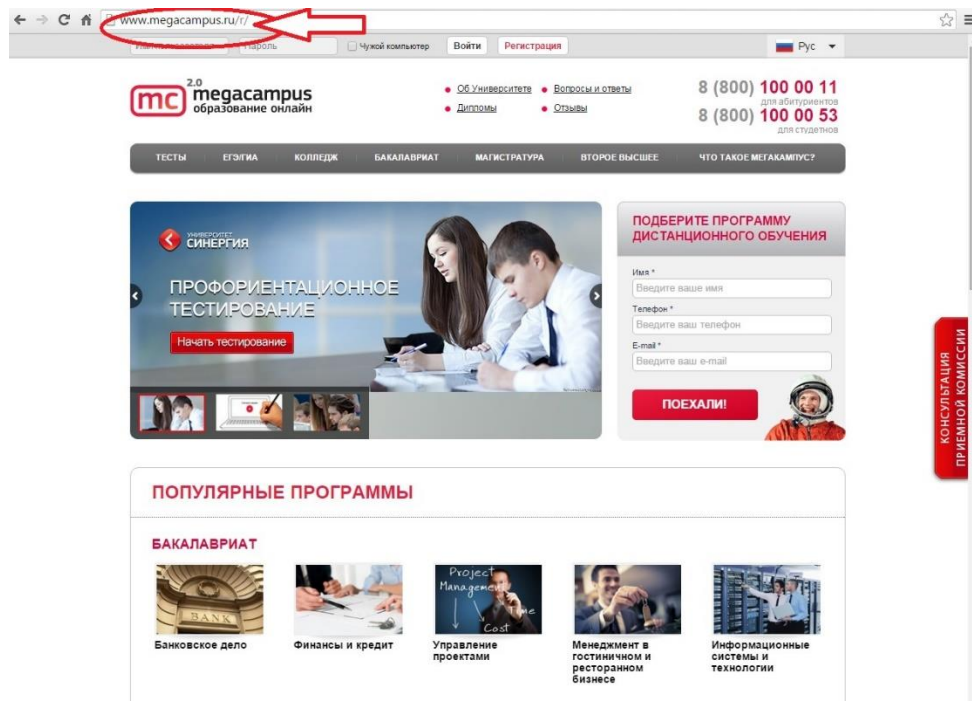 www.megacampus.ru/r/
Пароль
Чужой компьютер
Войти
Регистрация
Рус
mc
2.0
megacampus
образование онлайн
Об Университете
Вопросы и ответы
Дипломы
Отзывы
8 (800) 100 00 11
для абитуриентов
8 (800) 100 00 53
для студетнов
ТЕСТЫ
ЕГЭ/ГИА
КОЛЛЕДЖ
БАКАЛАВРИАТ
МАГИСТРАТУРА
ВТОРОЕ ВЫСШЕЕ
ЧТО ТАКОЕ МЕГАКАМПУС?
УНИВЕРСИТЕТ
СИНЕРГИЯ
ПРОФОРИЕНТАЦИОННОЕ
ТЕСТИРОВАНИЕ
Начать тестирование
ПОДБЕРИТЕ ПРОГРАММУ
ДИСТАНЦИОННОГО ОБУЧЕНИЯ
Имя *
Введите ваше имя
Телефон *
Введите ваш телефон
E-mail *
Введите ваш e-mail
ПОЕХАЛИ!
КОНСУЛЬТАЦИЯ
ПРИЕМНОЙ КОМИССИИ
ПОПУЛЯРНЫЕ ПРОГРАММЫ
БАКАЛАВРИАТ
BANK
Project
Management
Time
Cost
Банковское дело
Финансы и кредит
Управление
проектами
Менеджмент в
гостиничном и
ресторанном
бизнесе
Информационные
системы и
технологии